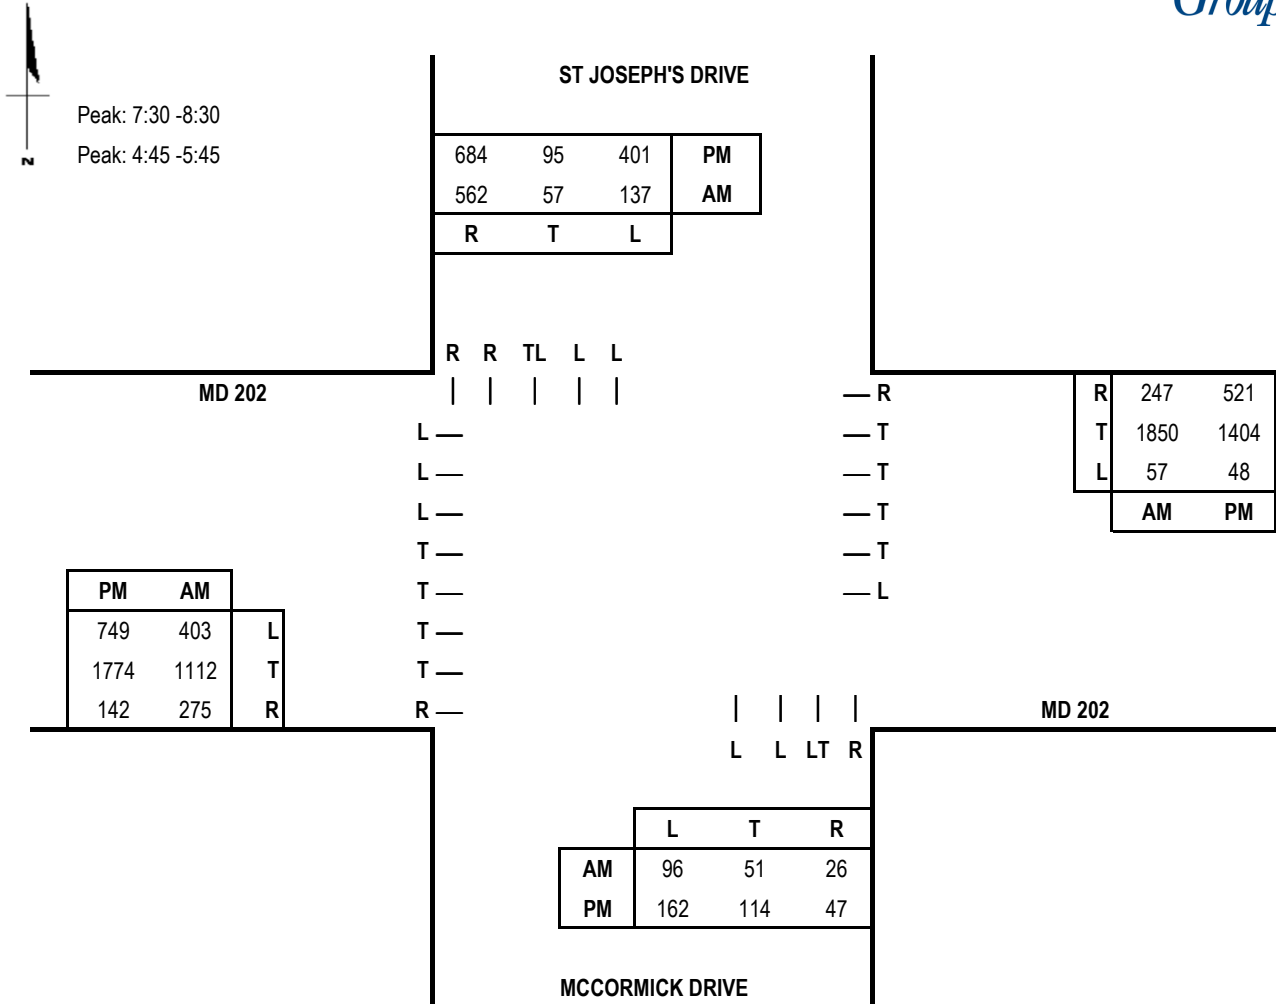 Group
ST JOSEPH'S DRIVE
Peak: 7:30 -8:30
Peak: 4:45 -5:45
N
684 95 401 PM
562 57 137 AM
R T L
R R TL L L
MD 202
L
L
L
T
T
T
T
R
R
T
T
T
T
L
R 247 521
T 1850 1404
L 57 48
AM PM
PM AM
749 403 L
1774 1112 T
142 275 R
MD 202
L L LT R
L T R
AM 96 51 26
PM 162 114 47
MCCORMICK DRIVE